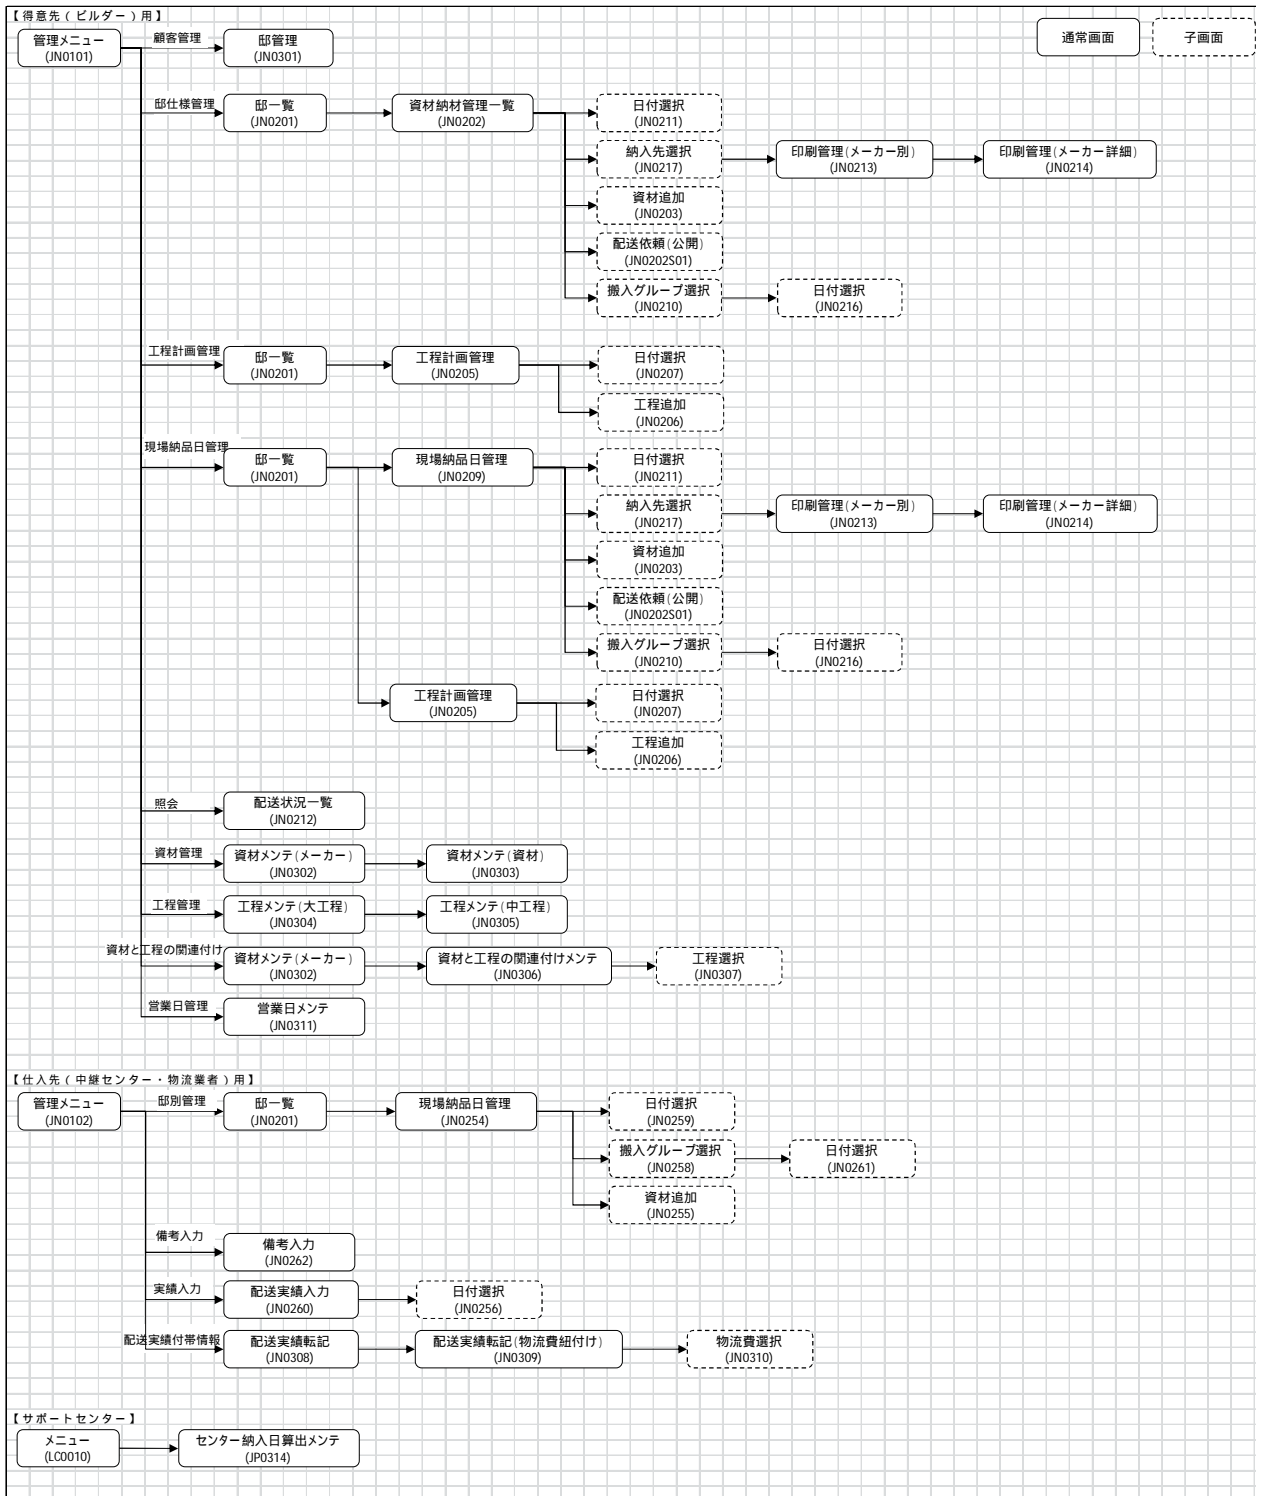 【得意先(ビルダー)用】
通常画面
子画面
管理メニュー
(JN0101)
顧客管理
邸管理
(JN0301)
邸仕様管理
邸一覧
(JN0201)
資材納材管理一覧
(JN0202)
日付選択
(JN0211)
納入先選択
(JN0217)
印刷管理(メーカー別)
(JN0213)
印刷管理(メーカー詳細)
(JN0214)
資材追加
(JN0203)
配送依頼(公開)
(JN0202S01)
搬入グループ選択
(JN0210)
日付選択
(JN0216)
工程計画管理
邸一覧
(JN0201)
工程計画管理
(JN0205)
日付選択
(JN0207)
工程追加
(JN0206)
現場納品日管理
邸一覧
(JN0201)
現場納品日管理
(JN0209)
日付選択
(JN0211)
納入先選択
(JN0217)
印刷管理(メーカー別)
(JN0213)
印刷管理(メーカー詳細)
(JN0214)
資材追加
(JN0203)
配送依頼(公開)
(JN0202S01)
搬入グループ選択
(JN0210)
日付選択
(JN0216)
工程計画管理
(JN0205)
日付選択
(JN0207)
工程追加
(JN0206)
照会
配送状況一覧
(JN0212)
資材管理
資材メンテ(メーカー)
(JN0302)
資材メンテ(資材)
(JN0303)
工程管理
工程メンテ(大工程)
(JN0304)
工程メンテ(中工程)
(JN0305)
資材と工程の関連付け
資材メンテ(メーカー)
(JN0302)
資材と工程の関連付けメンテ
(JN0306)
工程選択
(JN0307)
営業日管理
営業日メンテ
(JN0311)
【仕入先(中継センター・物流業者)用】
管理メニュー
(JN0102)
邸別管理
邸一覧
(JN0201)
現場納品日管理
(JN0254)
日付選択
(JN0259)
搬入グループ選択
(JN0258)
日付選択
(JN0261)
資材追加
(JN0255)
備考入力
備考入力
(JN0262)
実績入力
配送実績入力
(JN0260)
日付選択
(JN0256)
配送実績付帯情報
配送実績転記
(JN0308)
配送実績転記(物流費紐付け)
(JN0309)
物流費選択
(JN0310)
【サポートセンター】
メニュー
(LC0010)
センター納入日算出メンテ
(JP0314)